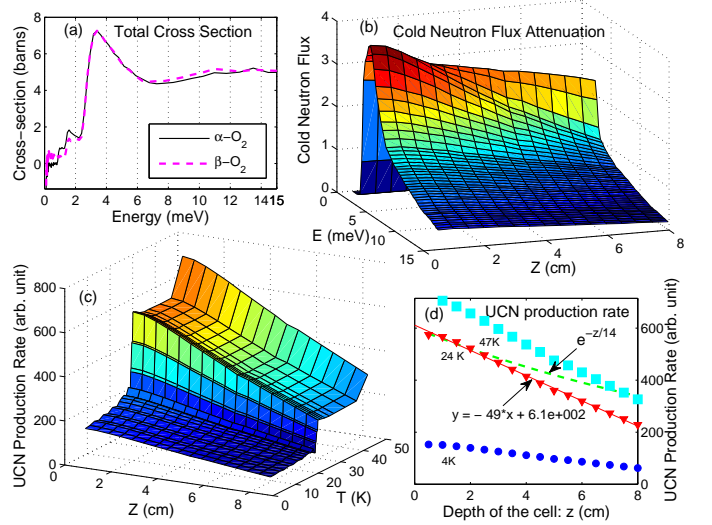 (a) Total Cross Section
Cross-section (barns)
8
6
4
2
0
α-O2
β-O2
0 2 4 6 8 10 12 14 15
Energy (meV)
(b) Cold Neutron Flux Attenuation
Cold Neutron Flux
4
3
2
1
0
5
10
15
E (meV)
0
2
4
6
8
Z (cm)
(c)
UCN Production Rate (arb. unit)
800
600
400
200
0
0
2
4
6
8
Z (cm)
0
10
20
30
40
50
T (K)
(d) UCN production rate
47K
24 K
e^{-z/14}
y = - 49*x + 6.1e+002
4K
600
400
200
0
UCN Production Rate (arb. unit)
0 2 4 6 8
Depth of the cell: z (cm)